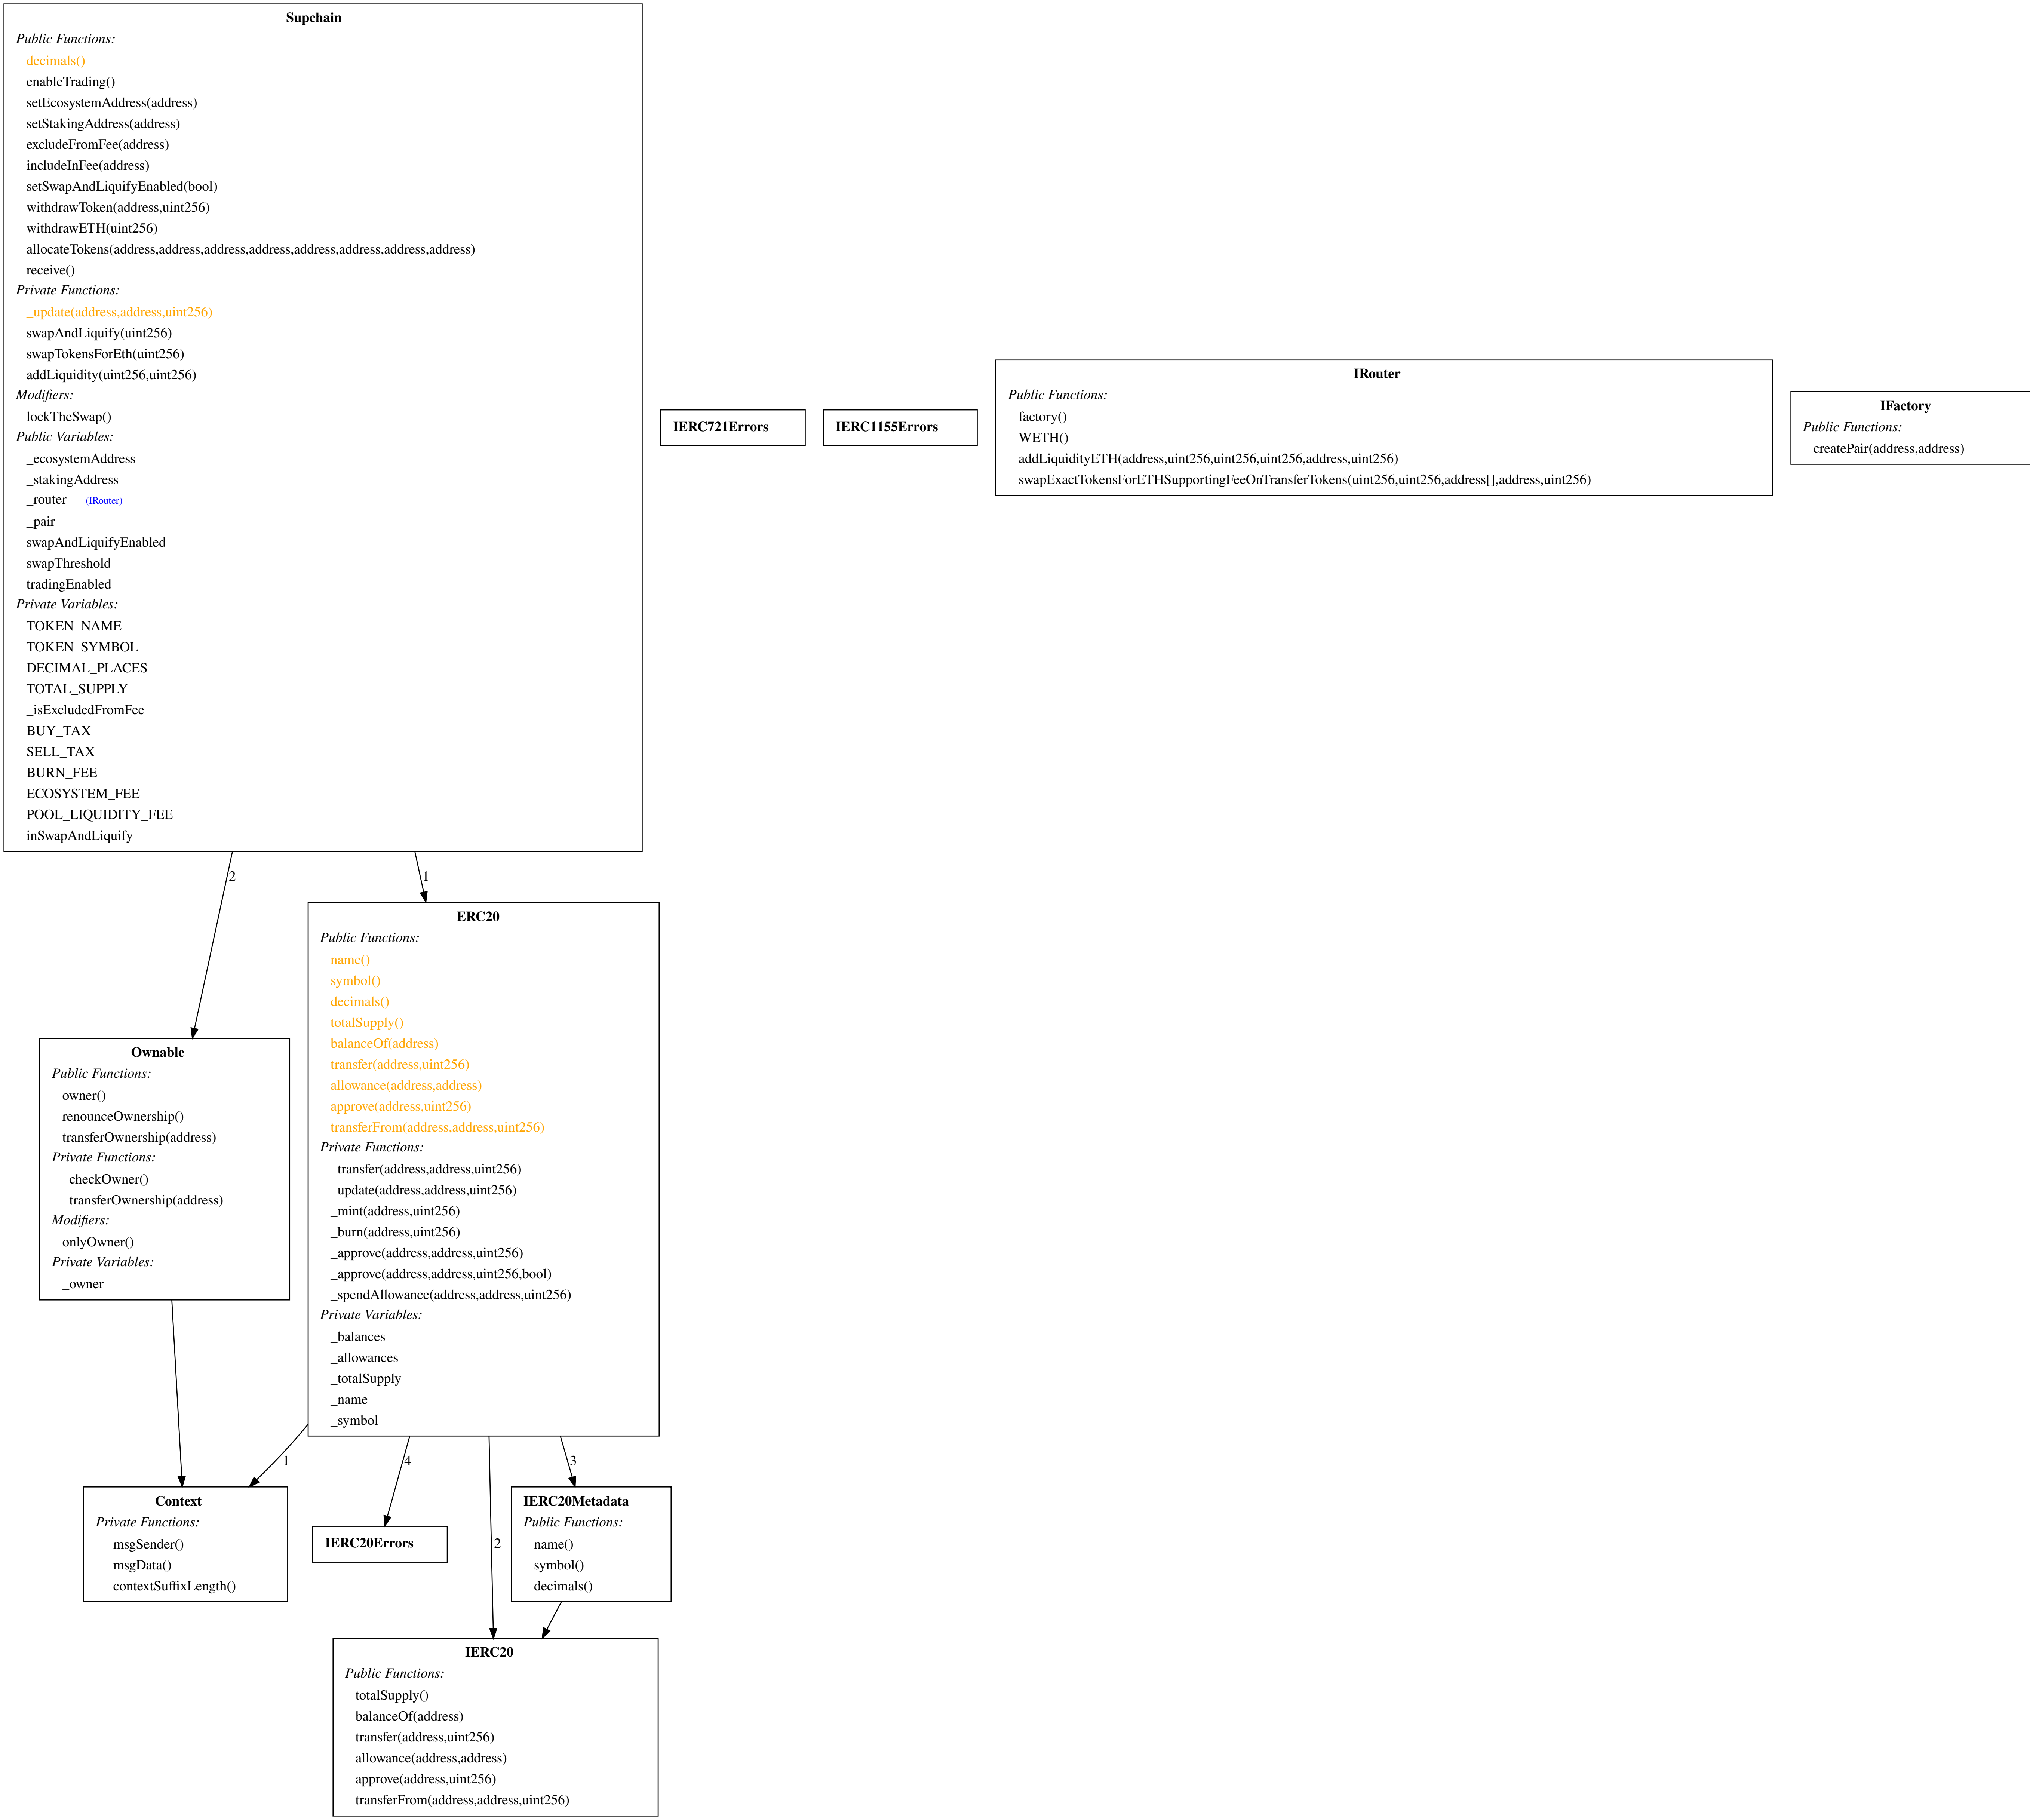 Supchain
Public Functions:
decimals()
enableTrading()
setEcosystemAddress(address)
setStakingAddress(address)
excludeFromFee(address)
includeInFee(address)
setSwapAndLiquifyEnabled(bool)
withdrawToken(address,uint256)
withdrawETH(uint256)
allocateTokens(address,address,address,address,address,address,address,address)
receive()
Private Functions:
_update(address,address,uint256)
swapAndLiquify(uint256)
swapTokensForEth(uint256)
addLiquidity(uint256,uint256)
Modifiers:
lockTheSwap()
Public Variables:
_ecosystemAddress
_stakingAddress
_router (IRouter)
_pair
swapAndLiquifyEnabled
swapThreshold
tradingEnabled
Private Variables:
TOKEN_NAME
TOKEN_SYMBOL
DECIMAL_PLACES
TOTAL_SUPPLY
_isExcludedFromFee
BUY_TAX
SELL_TAX
BURN_FEE
ECOSYSTEM_FEE
POOL_LIQUIDITY_FEE
inSwapAndLiquify
IERC721Errors
IERC1155Errors
IRouter
Public Functions:
factory()
WETH()
addLiquidityETH(address,uint256,uint256,uint256,address,uint256)
swapExactTokensForETHSupportingFeeOnTransferTokens(uint256,uint256,address[],address,uint256)
IFactory
Public Functions:
createPair(address,address)
2
1
ERC20
Public Functions:
name()
symbol()
decimals()
totalSupply()
balanceOf(address)
transfer(address,uint256)
allowance(address,address)
approve(address,uint256)
transferFrom(address,address,uint256)
Private Functions:
_transfer(address,address,uint256)
_update(address,address,uint256)
_mint(address,uint256)
_burn(address,uint256)
_approve(address,address,uint256)
_approve(address,address,uint256,bool)
_spendAllowance(address,address,uint256)
Private Variables:
_balances
_allowances
_totalSupply
_name
_symbol
Ownable
Public Functions:
owner()
renounceOwnership()
transferOwnership(address)
Private Functions:
_checkOwner()
_transferOwnership(address)
Modifiers:
onlyOwner()
Private Variables:
_owner
1
4
3
2
Context
Private Functions:
_msgSender()
_msgData()
_contextSuffixLength()
IERC20Errors
IERC20Metadata
Public Functions:
name()
symbol()
decimals()
IERC20
Public Functions:
totalSupply()
balanceOf(address)
transfer(address,uint256)
allowance(address,address)
approve(address,uint256)
transferFrom(address,address,uint256)